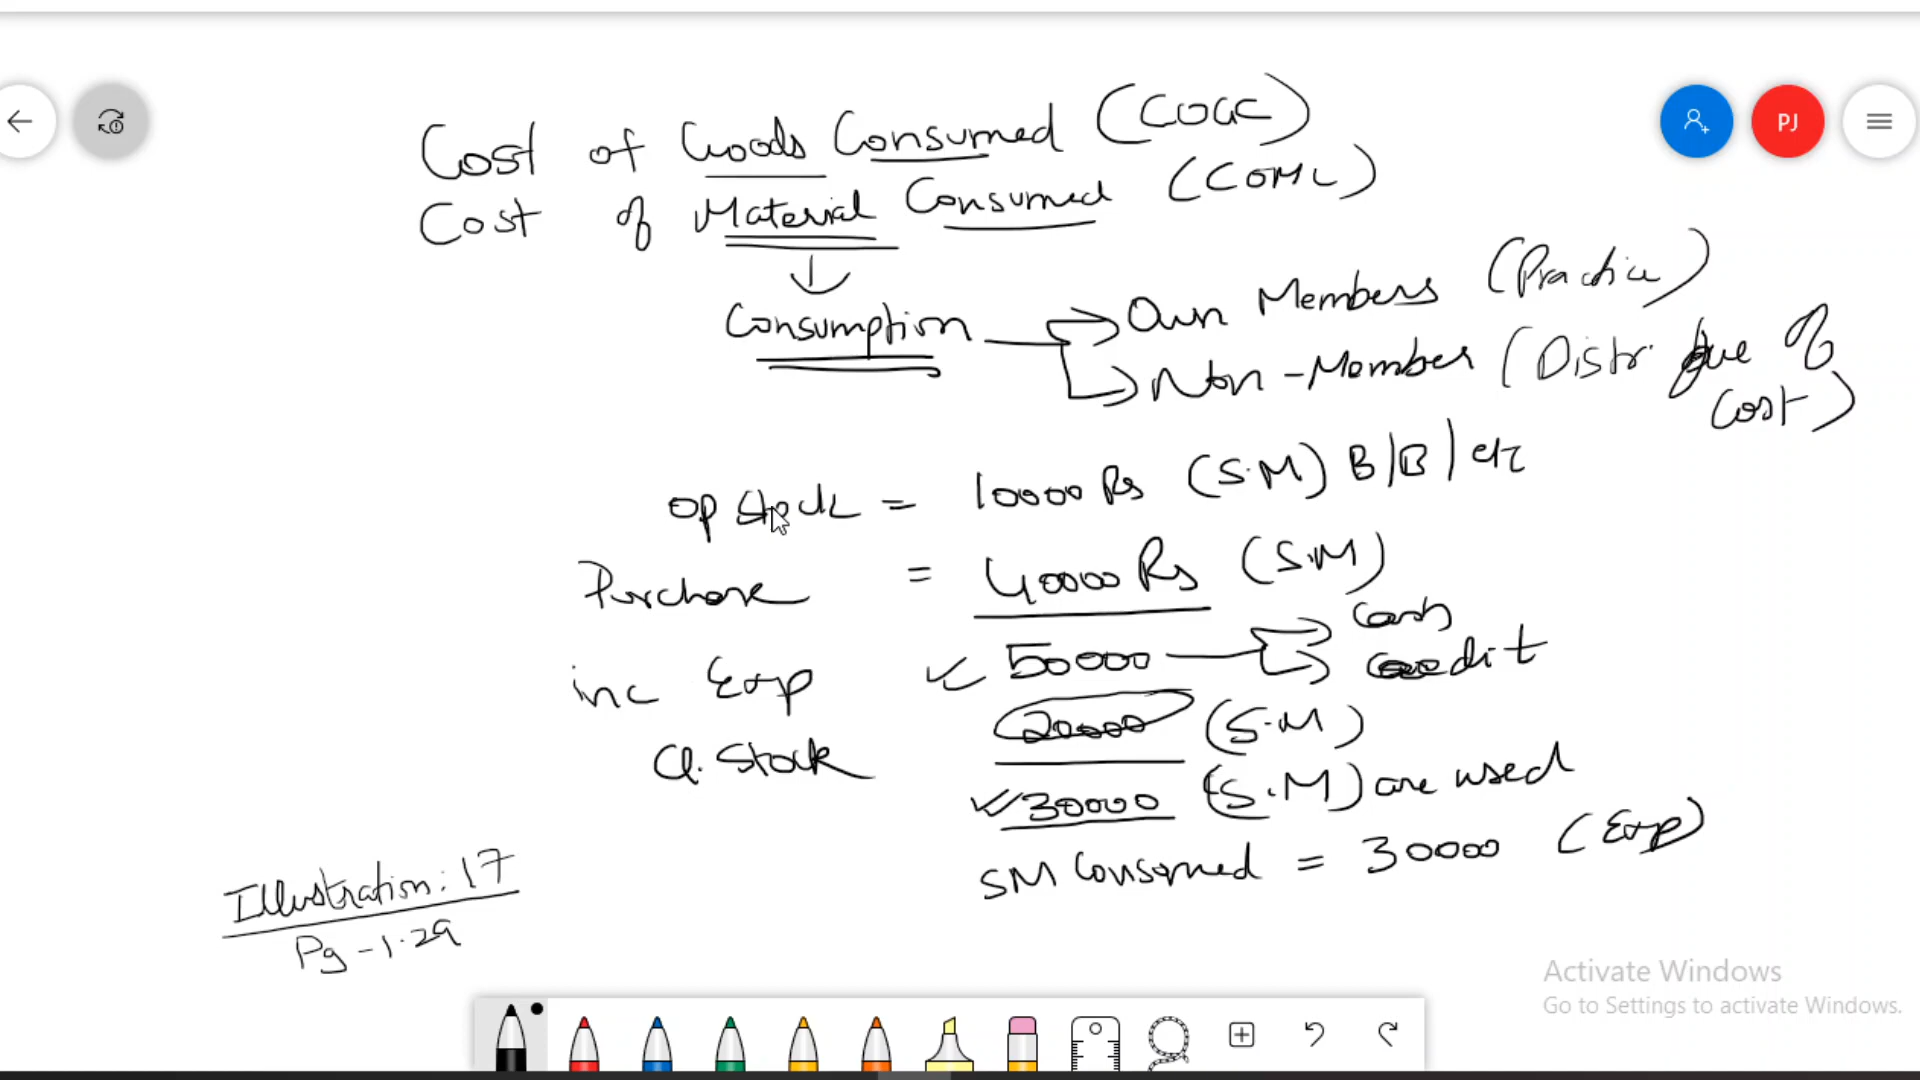 Cost of Goods Consumed (COGC)
Cost of Material Consumed (COMC)
Consumption
Own Members (Practice)
Non-Member (Distr due of Cost)
op stock = 10000 Rs (S.M) B/B/etc
Purchase = 40000 Rs (S.M)
inc Exp 50000 Cash
Credit
20000 (S.M)
Cl. Stock
30000 (S.M) are used
SM Consumed = 30000 (Exp)
Illustration: 17
Pg - 1.29
PJ
Activate Windows
Go to Settings to activate Windows.